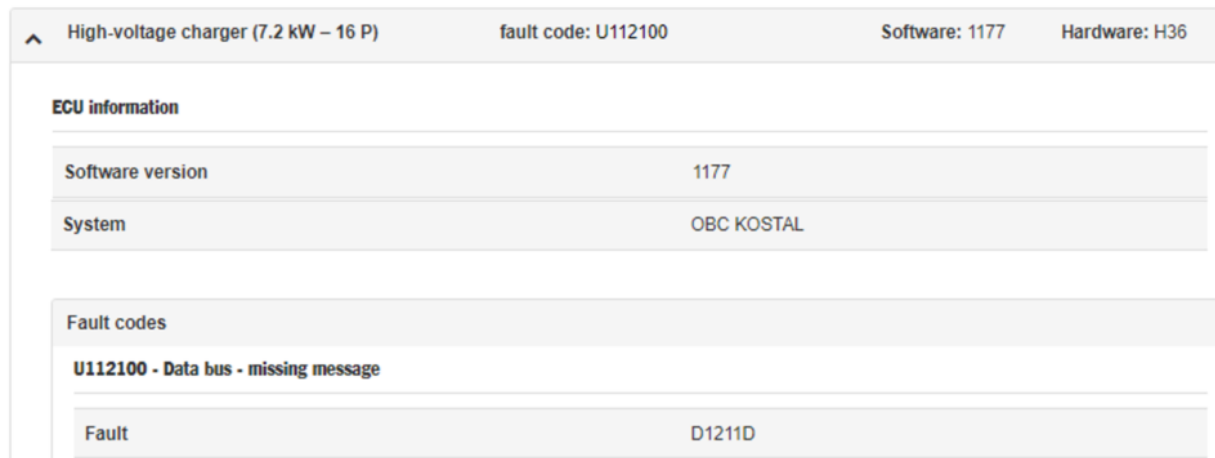 High-voltage charger (7.2 kW – 16 P) fault code: U112100 Software: 1177 Hardware: H36
ECU information
Software version 1177
System OBC KOSTAL
Fault codes
U112100 - Data bus - missing message
Fault D1211D